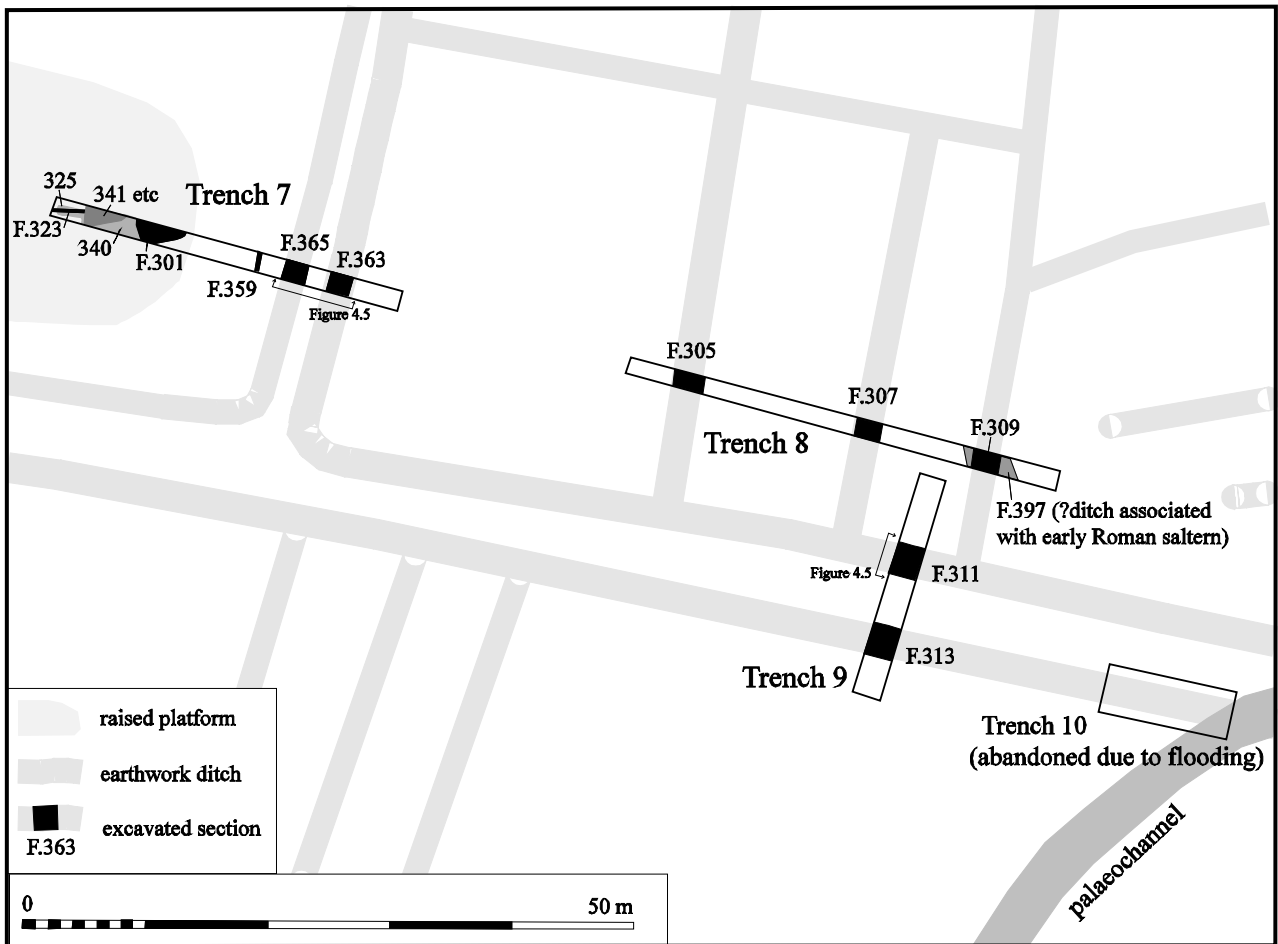 325
341 etc
Trench 7
F.323
340
F.301
F.365
F.363
F.359
Figure 4.5
F.305
F.307
Trench 8
F.309
F.397 (?ditch associated
with early Roman saltern)
Figure 4.5
F.311
F.313
Trench 9
Trench 10
(abandoned due to flooding)
palaeochannel
raised platform
earthwork ditch
excavated section
F.363
0
50 m